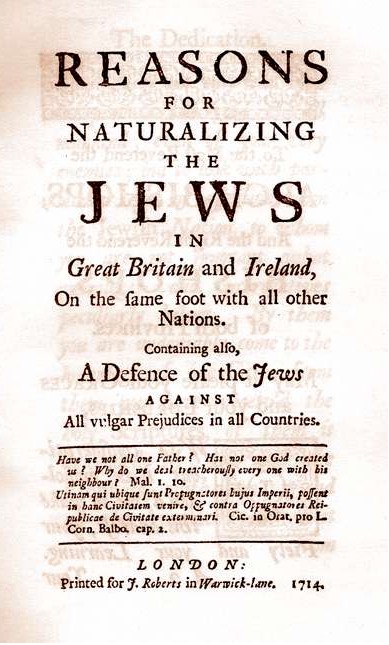 REASONS
FOR
NATURALIZING
THE
JEWS
IN
Great Britain and Ireland,
On the ſame foot with all other
Nations.
Containing alſo,
A Defence of the Jews
AGAINST
All vulgar Prejudices in all Countries.
Have we not all one Father? Has not one God created
us? Why do we deal treacherouſly every one with his
neighbour? Mal. 1. 10.
Utinam qui ubique ſunt Propugnatores hujus Imperii, poſſent
in hanc Civitatem venire, & contra Oppugnatores Rei-
publicae de Civitate exterminari. Cic. in Orat. pro L.
Corn. Balbo, cap. 2.
LONDON:
Printed for J. Roberts in Warwick-lane. 1714.